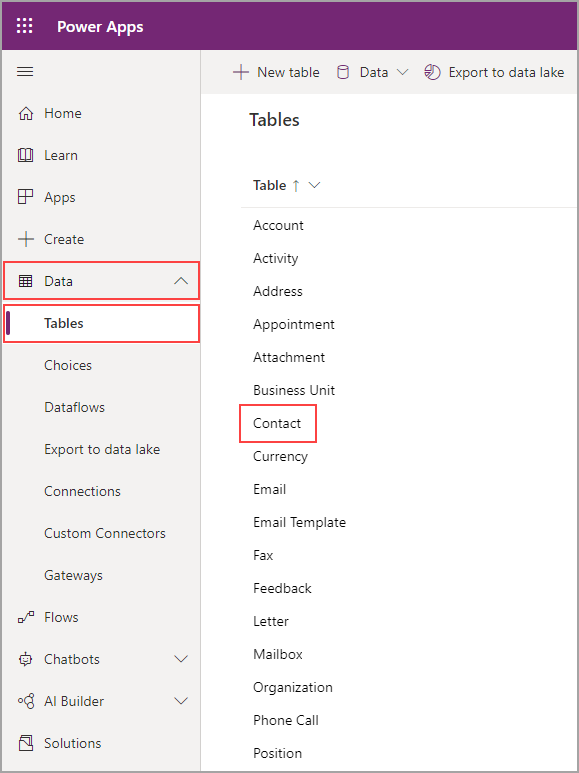 Power Apps
New table Data Export to data lake
Home
Learn
Apps
Create
Data
Tables
Choices
Dataflows
Export to data lake
Connections
Custom Connectors
Gateways
Flows
Chatbots
AI Builder
Solutions
Tables
Table ↑
Account
Activity
Address
Appointment
Attachment
Business Unit
Contact
Currency
Email
Email Template
Fax
Feedback
Letter
Mailbox
Organization
Phone Call
Position